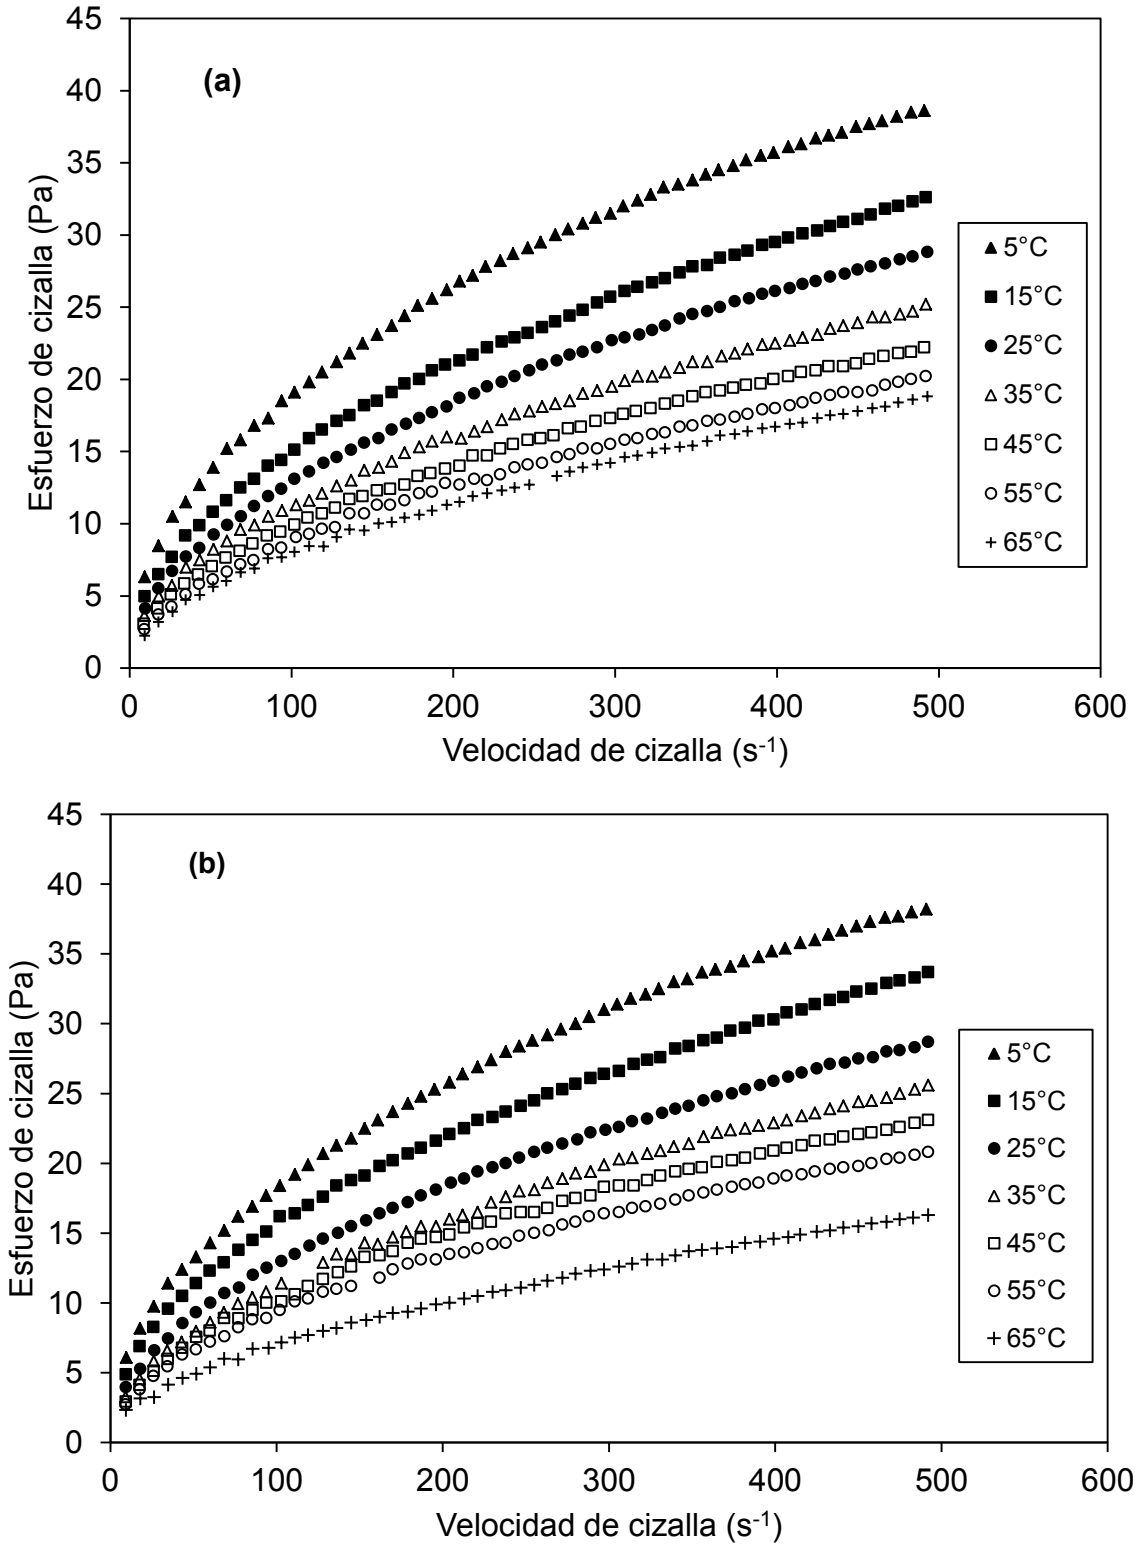 (a)
Esfuerzo de cizalla (Pa)
45
40
35
30
25
20
15
10
5
0
5°C
15°C
25°C
35°C
45°C
55°C
65°C
0 100 200 300 400 500 600
Velocidad de cizalla (s-1)
(b)
Esfuerzo de cizalla (Pa)
45
40
35
30
25
20
15
10
5
0
5°C
15°C
25°C
35°C
45°C
55°C
65°C
0 100 200 300 400 500 600
Velocidad de cizalla (s-1)